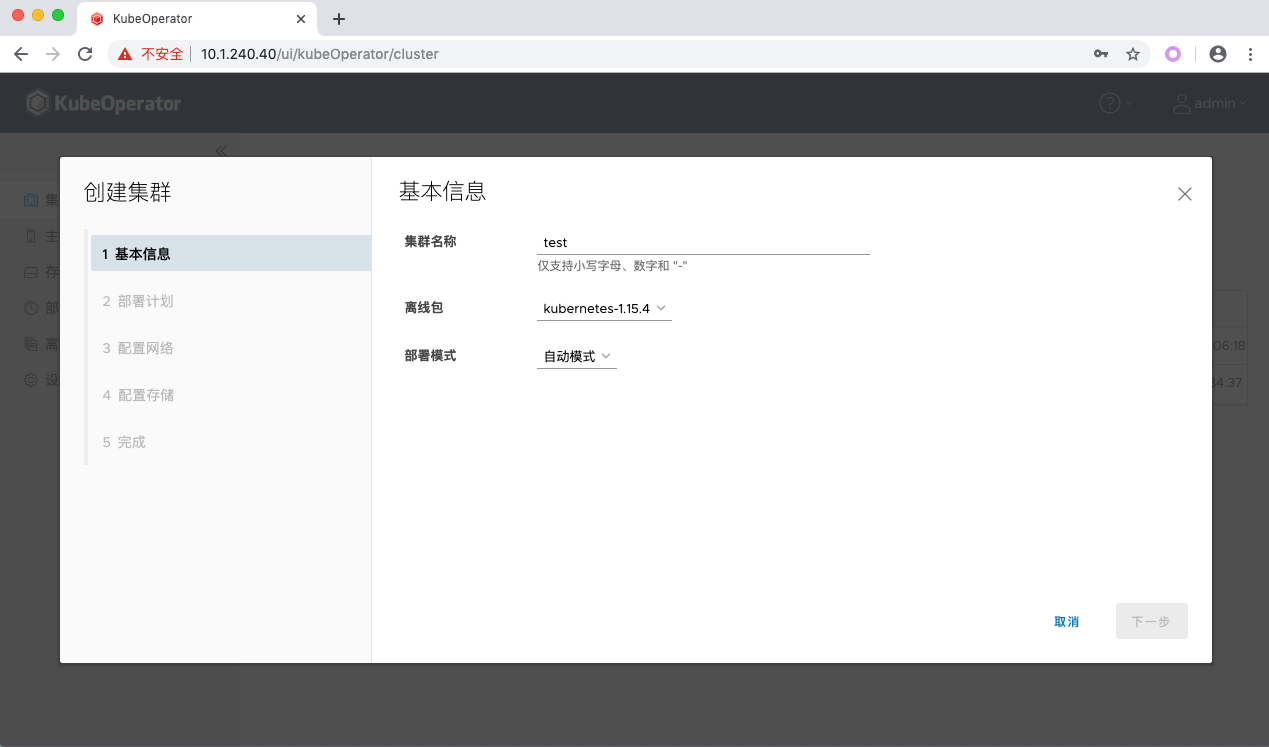 KubeOperator
不安全
10.1.240.40/ui/kubeOperator/cluster
KubeOperator
admin
集
主
存
部
离
设
创建集群
1 基本信息
2 部署计划
3 配置网络
4 配置存储
5 完成
基本信息
集群名称
test
仅支持小写字母、数字和 "-"
离线包
kubernetes-1.15.4
部署模式
自动模式
06:18
34:37
取消
下一步